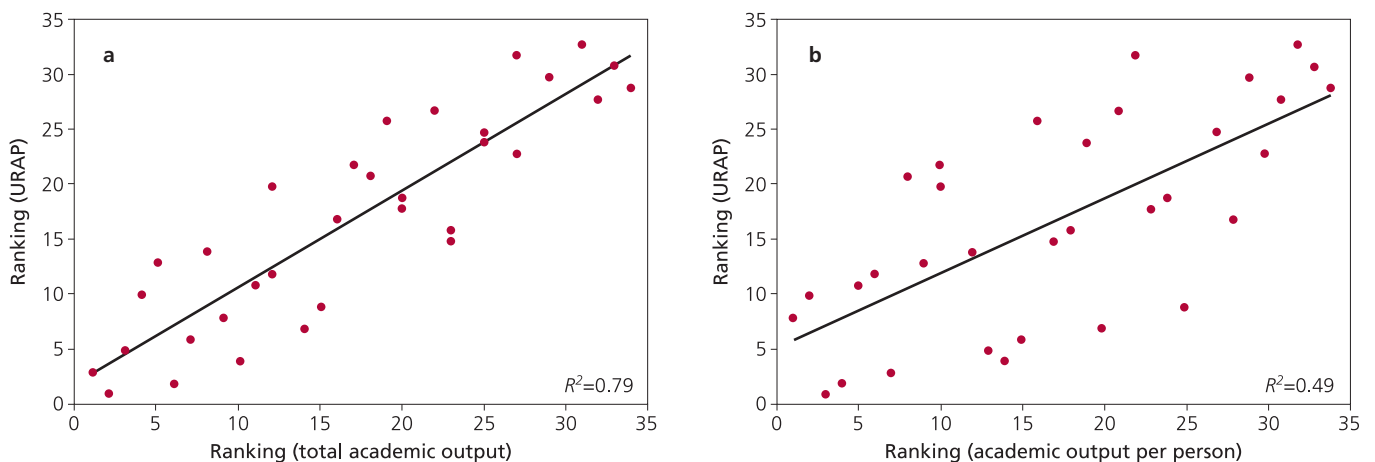 a
35
30
25
20
15
10
5
0
Ranking (URAP)
0 5 10 15 20 25 30 35
Ranking (total academic output)
R²=0.79
b
35
30
25
20
15
10
5
0
Ranking (URAP)
0 5 10 15 20 25 30 35
Ranking (academic output per person)
R²=0.49